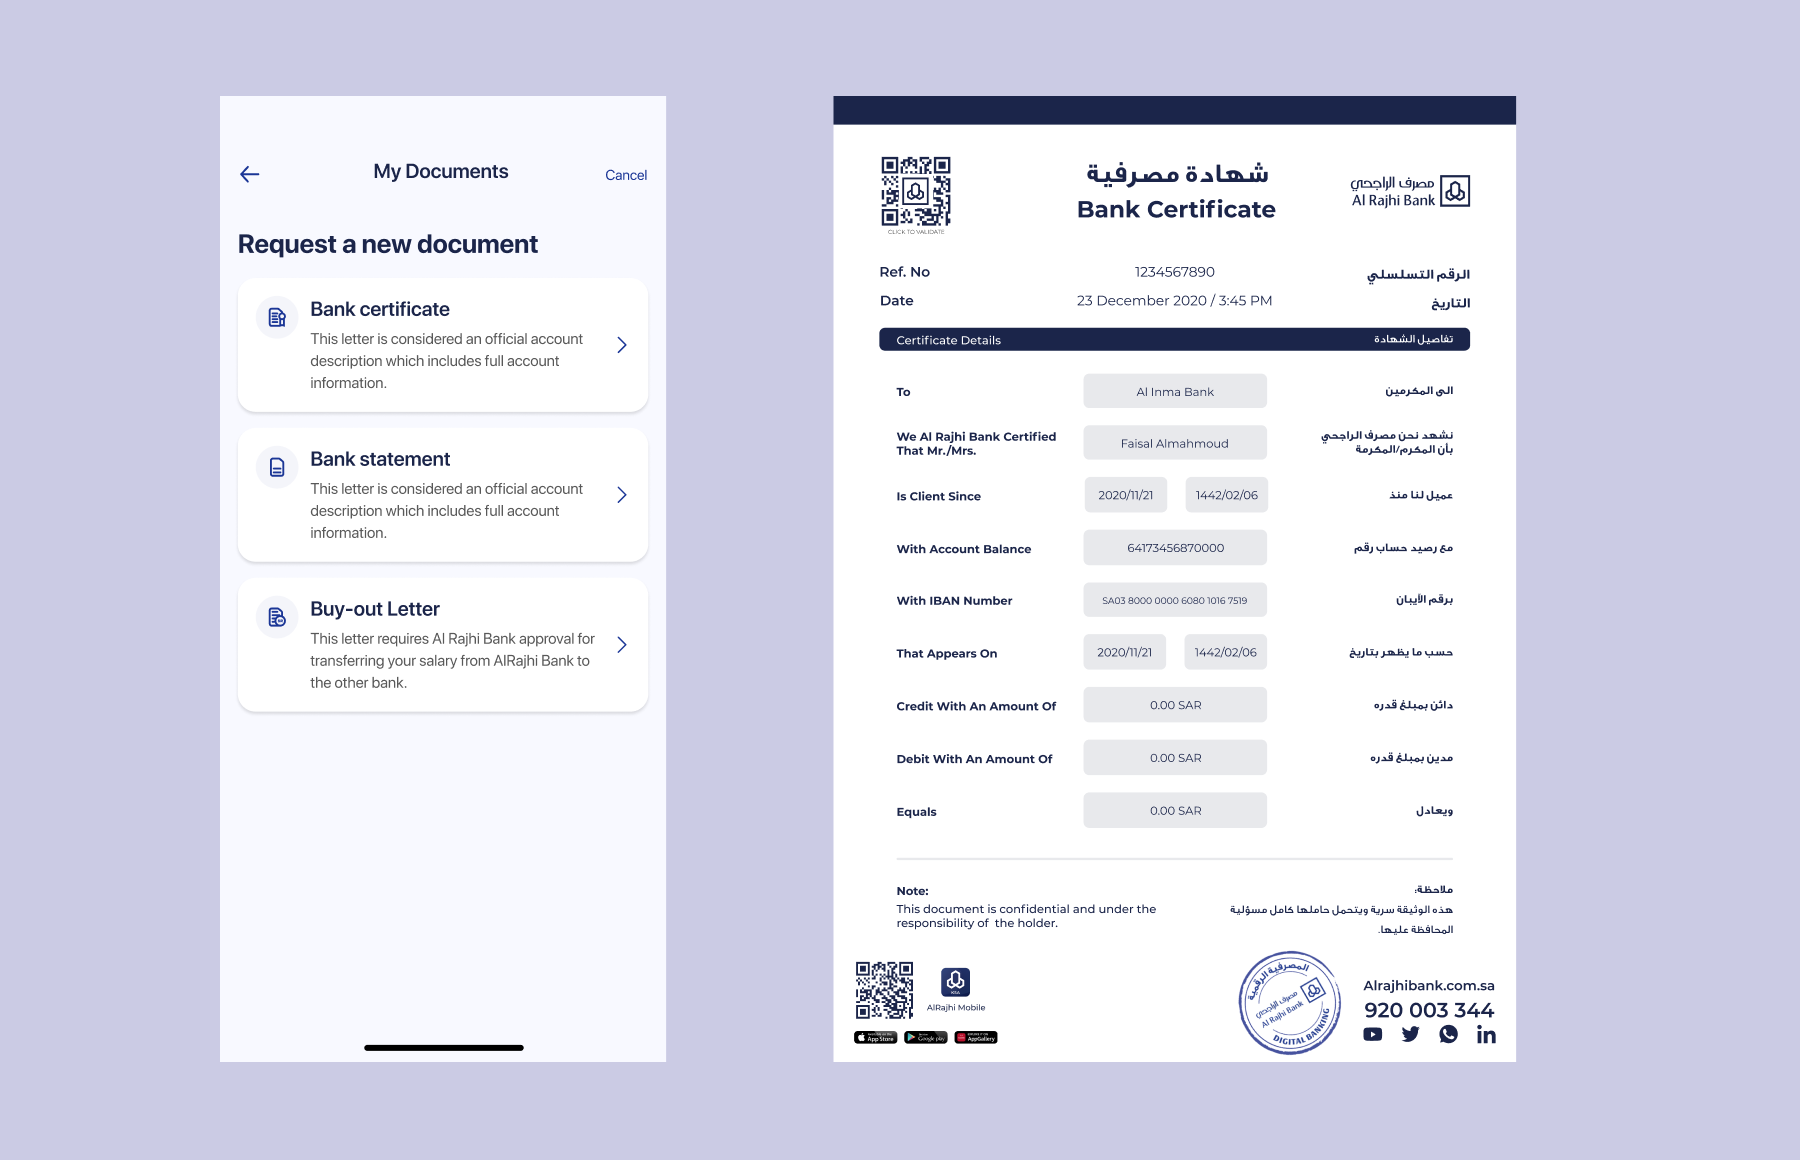 My Documents
Cancel
Request a new document
Bank certificate
This letter is considered an official account
description which includes full account
information.
Bank statement
This letter is considered an official account
description which includes full account
information.
Buy-out Letter
This letter requires Al Rajhi Bank approval for
transferring your salary from AlRajhi Bank to
the other bank.
CLICK TO VALIDATE
شهادة مصرفية
Bank Certificate
مصرف الراجحي
Al Rajhi Bank
Ref. No 1234567890 الرقم التسلسلي
Date 23 December 2020 / 3:45 PM التاريخ
Certificate Details تفاصيل الشهادة
To Al Inma Bank الى المكرمين
We Al Rajhi Bank Certified
That Mr./Mrs.
Faisal Almahmoud
نشهد نحن مصرف الراجحي
بأن المكرم/المكرمة
Is Client Since 2020/11/21 1442/02/06 عميل لنا منذ
With Account Balance 64173456870000 مع رصيد حساب رقم
With IBAN Number SA03 8000 0000 6080 1016 7519 برقم الأيبان
That Appears On 2020/11/21 1442/02/06 حسب ما يظهر بتاريخ
Credit With An Amount Of 0.00 SAR دائن بمبلغ قدره
Debit With An Amount Of 0.00 SAR مدين بمبلغ قدره
Equals 0.00 SAR ويعادل
Note:
This document is confidential and under the
responsibility of the holder.
ملاحظة:
هذه الوثيقة سرية ويتحمل حاملها كامل مسؤلية
المحافظة عليها.
KSA
AlRajhi Mobile
App Store
Google play
AppGallery
المصرفية الرقمية
مصرف الراجحي
Al Rajhi Bank
DIGITAL BANKING
Alrajhibank.com.sa
920 003 344